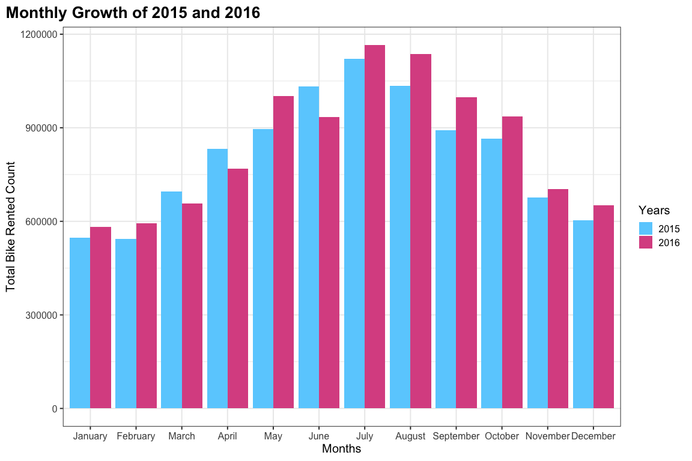 Monthly Growth of 2015 and 2016
Total Bike Rented Count
1200000
900000
600000
300000
0
January February March April May June July August September October November December
Months
Years
2015
2016